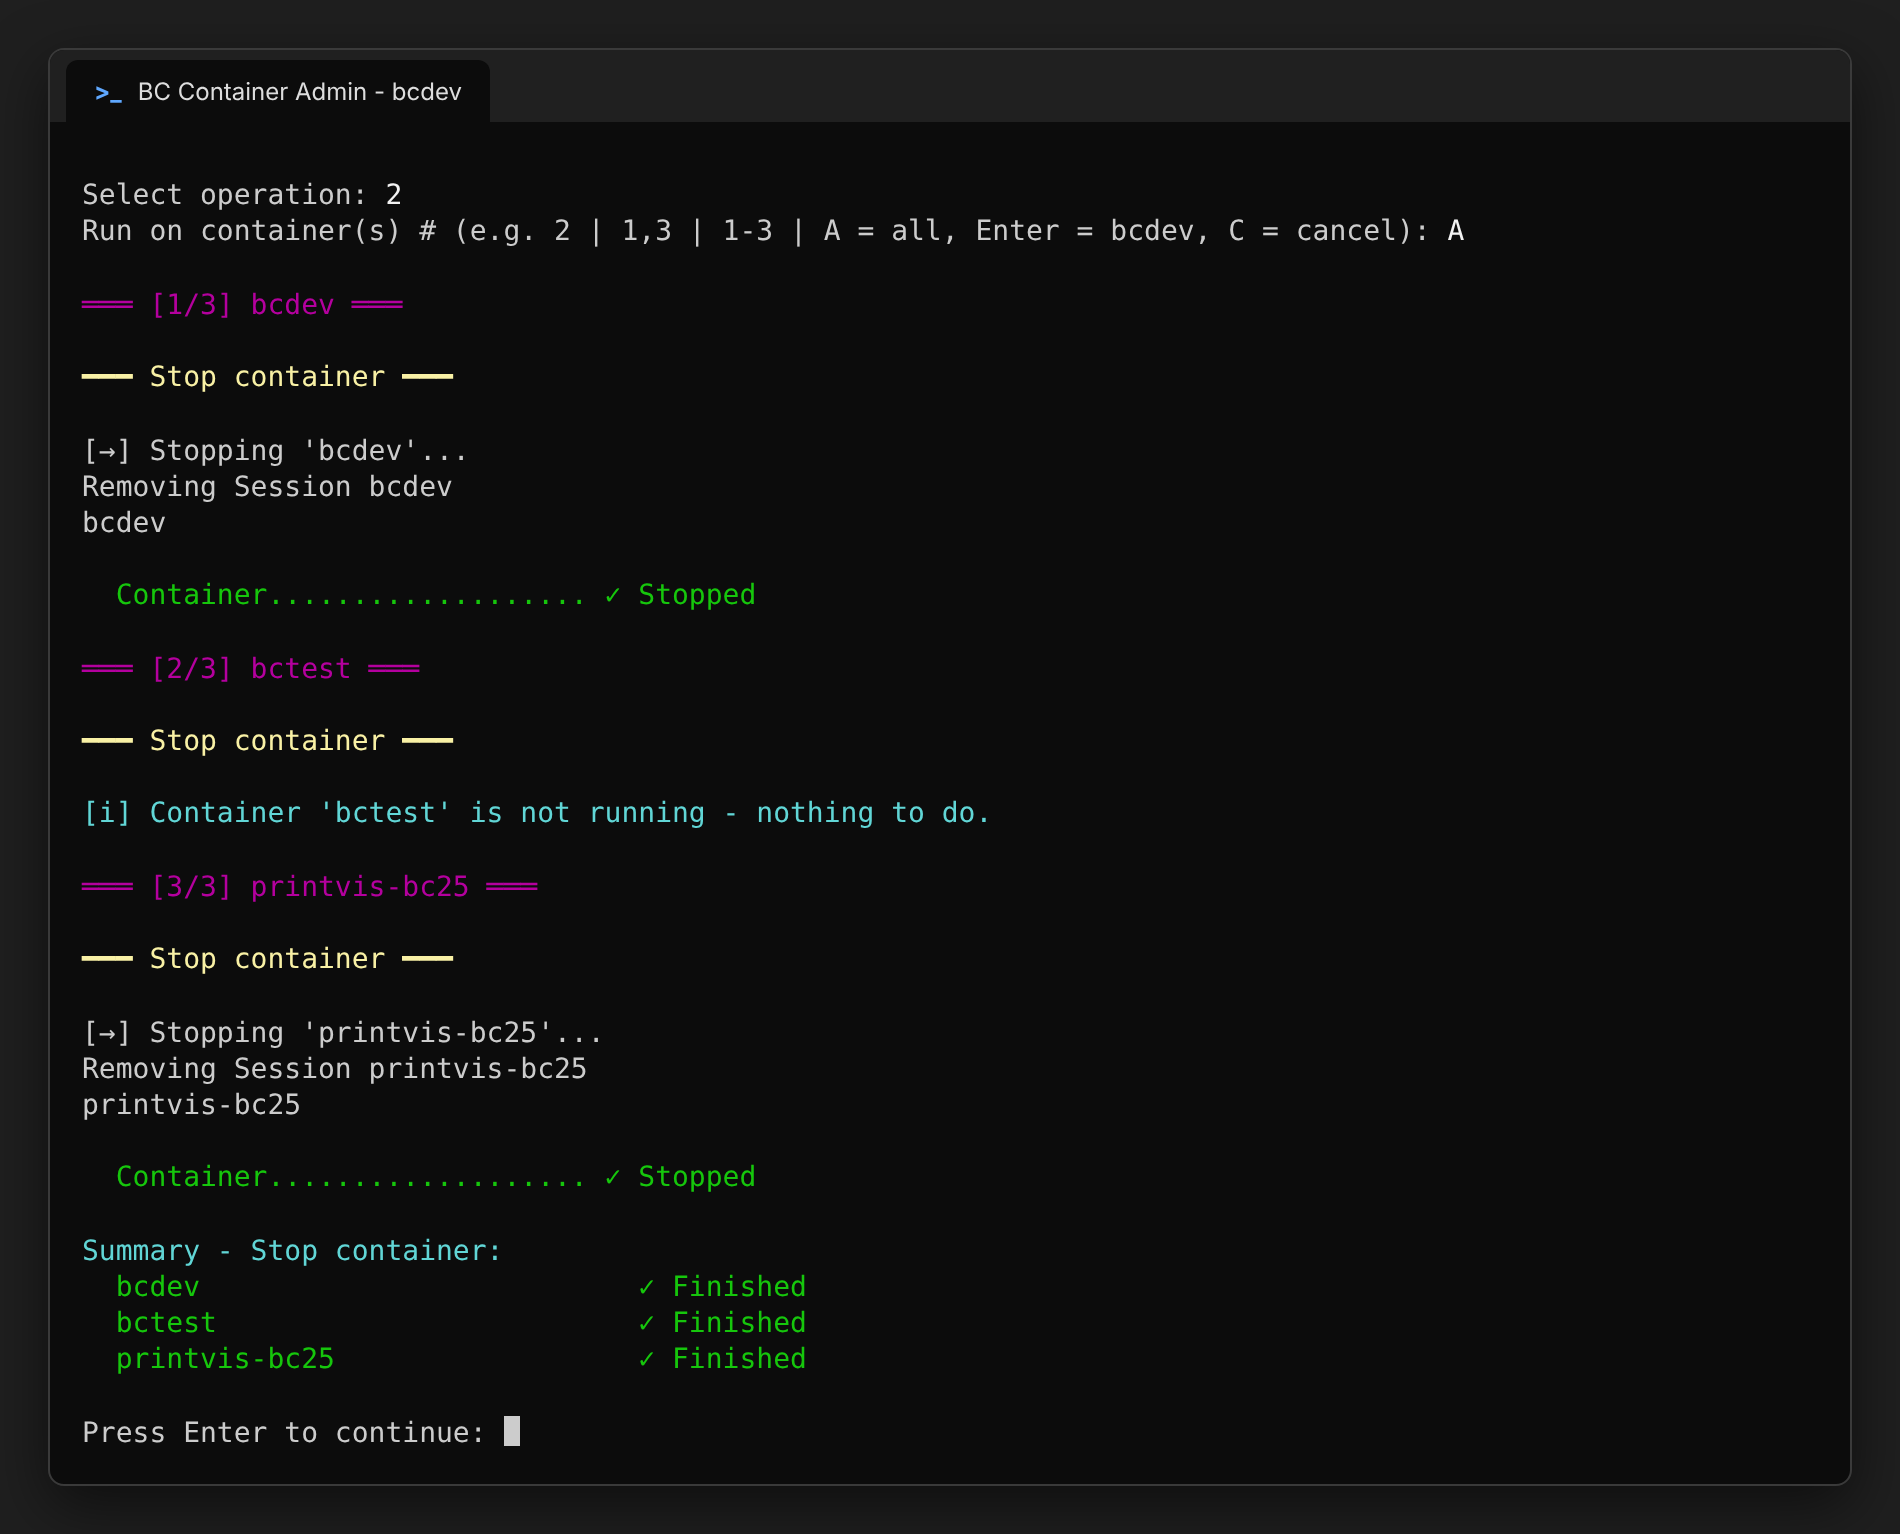 >_ BC Container Admin - bcdev
Select operation: 2
Run on container(s) # (e.g. 2 | 1,3 | 1-3 | A = all, Enter = bcdev, C = cancel): A
═══ [1/3] bcdev ═══
━━━ Stop container ━━━
[→] Stopping 'bcdev'...
Removing Session bcdev
bcdev
Container................... ✓ Stopped
═══ [2/3] bctest ═══
━━━ Stop container ━━━
[i] Container 'bctest' is not running - nothing to do.
═══ [3/3] printvis-bc25 ═══
━━━ Stop container ━━━
[→] Stopping 'printvis-bc25'...
Removing Session printvis-bc25
printvis-bc25
Container................... ✓ Stopped
Summary - Stop container:
bcdev ✓ Finished
bctest ✓ Finished
printvis-bc25 ✓ Finished
Press Enter to continue: